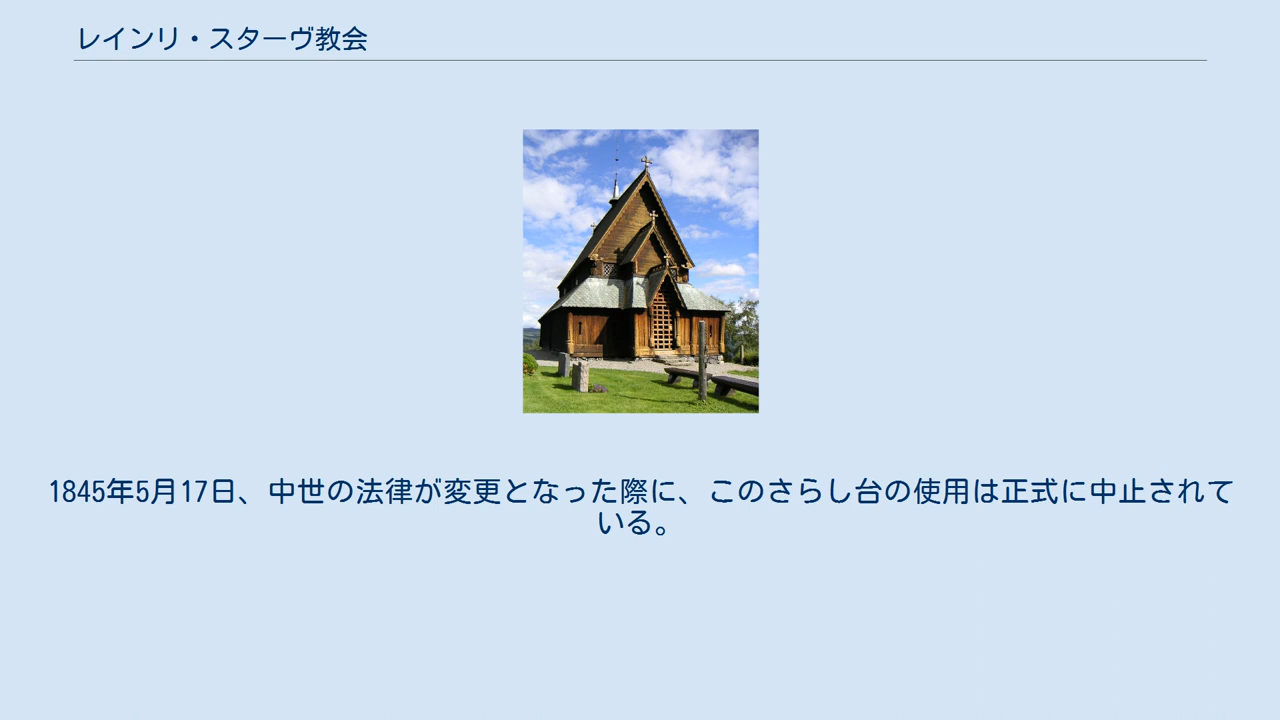 レインリ・スターヴ教会
1845年5月17日、中世の法律が変更となった際に、このさらし台の使用は正式に中止されて
いる。